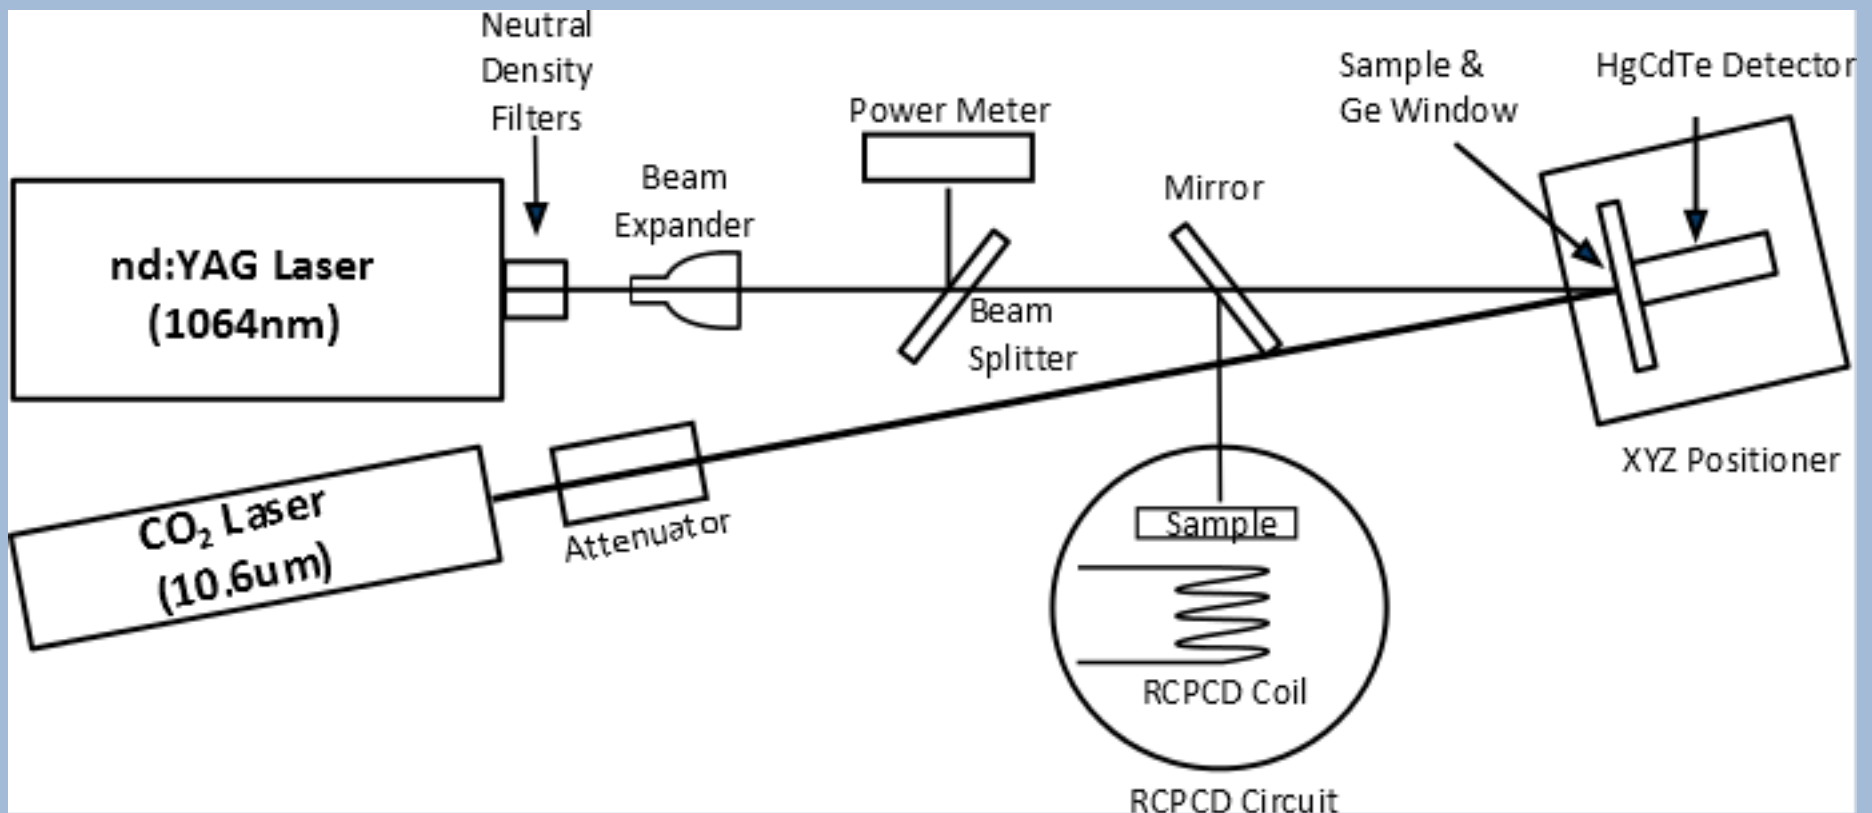 Neutral
Density
Filters
Power Meter
Sample &
Ge Window
HgCdTe Detector
Beam
Expander
Mirror
nd:YAG Laser
(1064nm)
Beam
Splitter
XYZ Positioner
CO₂ Laser
(10.6um)
Attenuator
Sample
RCPCD Coil
RCPCD Circuit